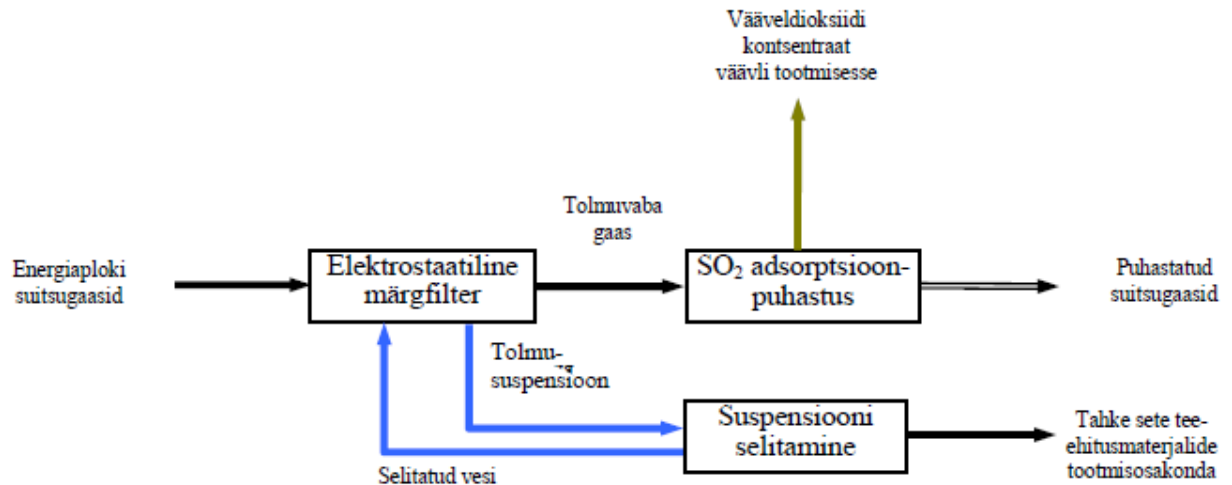 Vääveldioksiidi
kontsentraat
väävli tootmisesse
Tolmuvaba
gaas
Energiaploki
suitsugaasid
Elektrostaatiline
märgfilter
SO₂ adsorptsioon-
puhastus
Puhastatud
suitsugaasid
Tolmu-
suspensioon
Suspensiooni
selitamine
Tahke sete tee-
ehitusmaterjalide
tootmisosakonda
Selitatud vesi